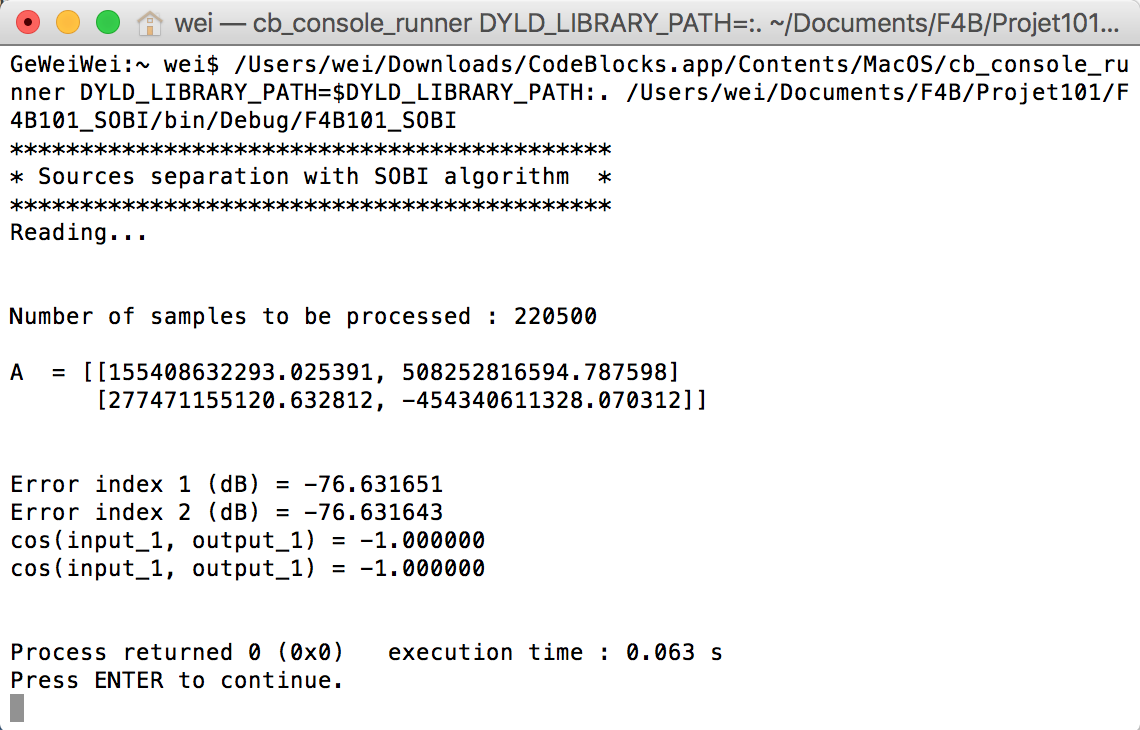 wei — cb_console_runner DYLD_LIBRARY_PATH=:. ~/Documents/F4B/Projet101...
GeWeiWei:~ wei$ /Users/wei/Downloads/CodeBlocks.app/Contents/MacOS/cb_console_ru
nner DYLD_LIBRARY_PATH=$DYLD_LIBRARY_PATH:. /Users/wei/Documents/F4B/Projet101/F
4B101_SOBI/bin/Debug/F4B101_SOBI
*******************************************
* Sources separation with SOBI algorithm  *
*******************************************
Reading...
Number of samples to be processed : 220500
A  = [[155408632293.025391, 508252816594.787598]
[277471155120.632812, -454340611328.070312]]
Error index 1 (dB) = -76.631651
Error index 2 (dB) = -76.631643
cos(input_1, output_1) = -1.000000
cos(input_1, output_1) = -1.000000
Process returned 0 (0x0)   execution time : 0.063 s
Press ENTER to continue.